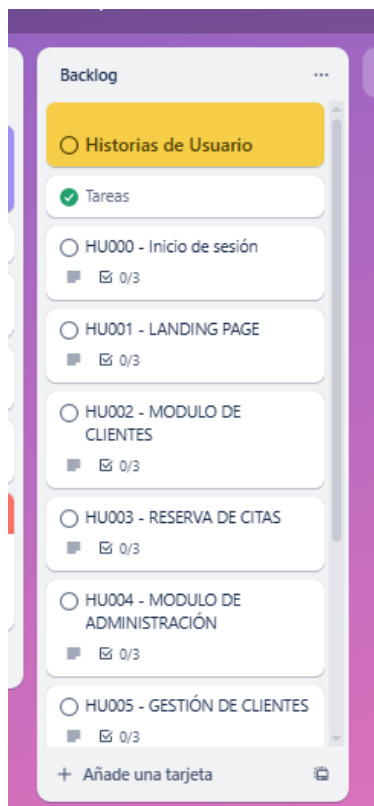 Backlog
Historias de Usuario
Tareas
HU000 - Inicio de sesión
0/3
HU001 - LANDING PAGE
0/3
HU002 - MODULO DE
CLIENTES
0/3
HU003 - RESERVA DE CITAS
0/3
HU004 - MODULO DE
ADMINISTRACIÓN
0/3
HU005 - GESTIÓN DE CLIENTES
0/3
+ Añade una tarjeta